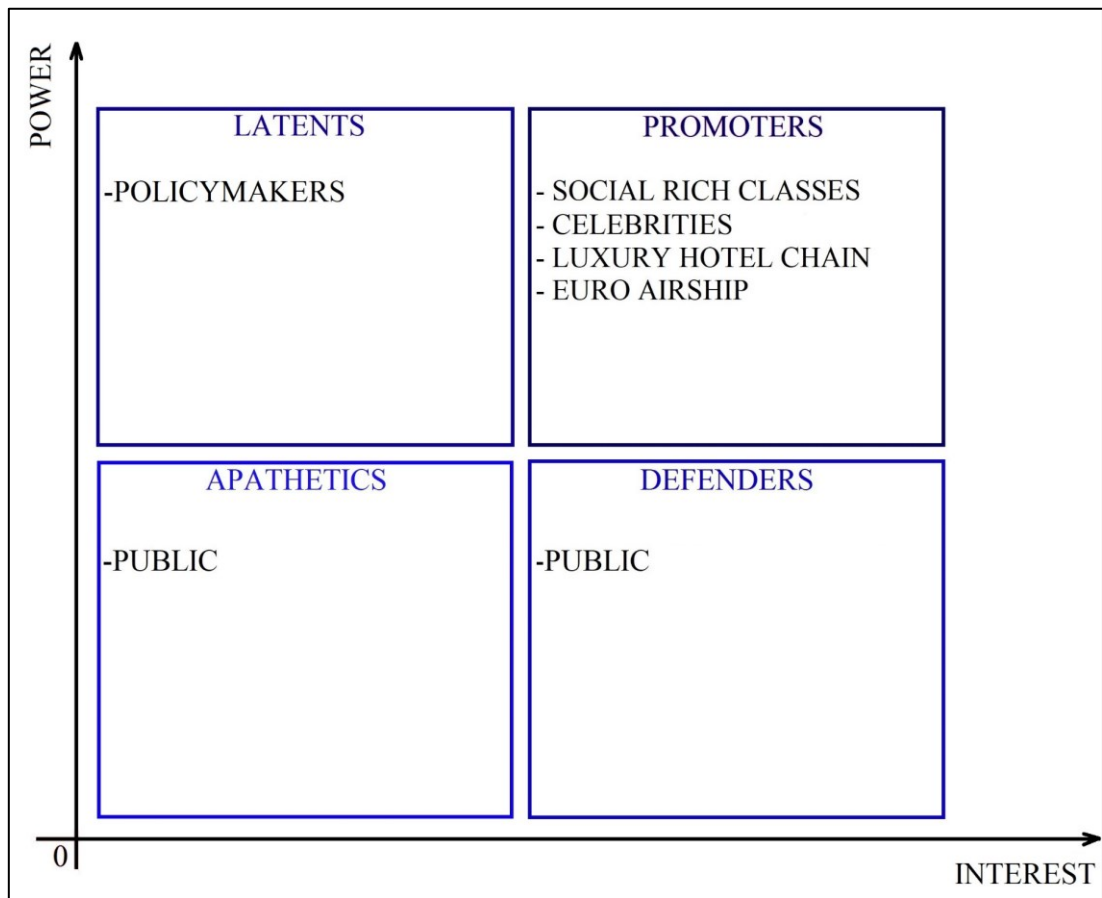 POWER
LATENTS
-POLICYMAKERS
PROMOTERS
- SOCIAL RICH CLASSES
- CELEBRITIES
- LUXURY HOTEL CHAIN
- EURO AIRSHIP
APATHETICS
-PUBLIC
DEFENDERS
-PUBLIC
0
INTEREST